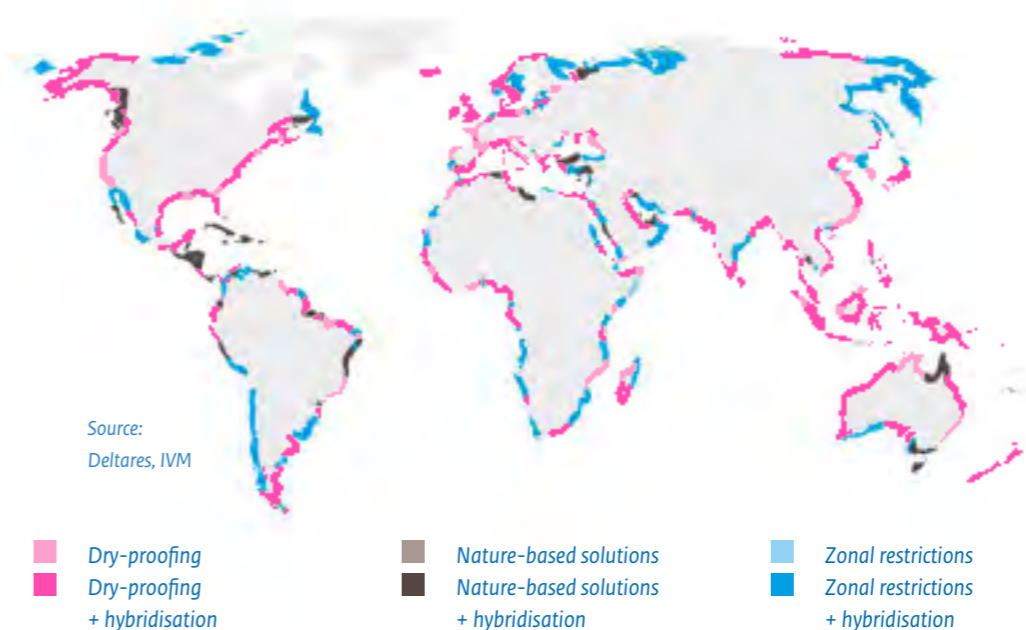 Source:
Deltares, IVM
Dry-proofing
Nature-based solutions
Zonal restrictions
Dry-proofing
+ hybridisation
Nature-based solutions
+ hybridisation
Zonal restrictions
+ hybridisation